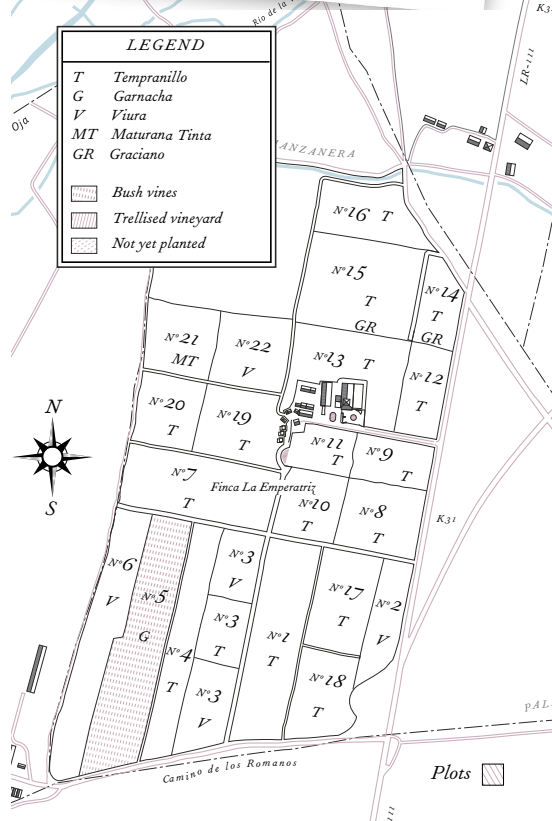 Río de la
K3
LR-111
Oja
LEGEND
T Tempranillo
G Garnacha
V Viura
MT Maturana Tinta
GR Graciano
Bush vines
Trellised vineyard
Not yet planted
ANZANERA
Nº16 T
Nº15
T
GR
Nº14
T
GR
Nº13 T
Nº12
T
Nº21
MT
Nº22
V
Nº20
T
Nº19
T
Nº11
T
Nº9
T
N
S
Nº7
T
Finca La Emperatriz
Nº10
T
Nº8
T
K31
Nº6
V
Nº5
G
Nº4
T
Nº3
V
Nº3
T
Nº3
V
Nº1
T
Nº17
T
Nº2
V
Nº18
T
PAL
Camino de los Romanos
Plots
111